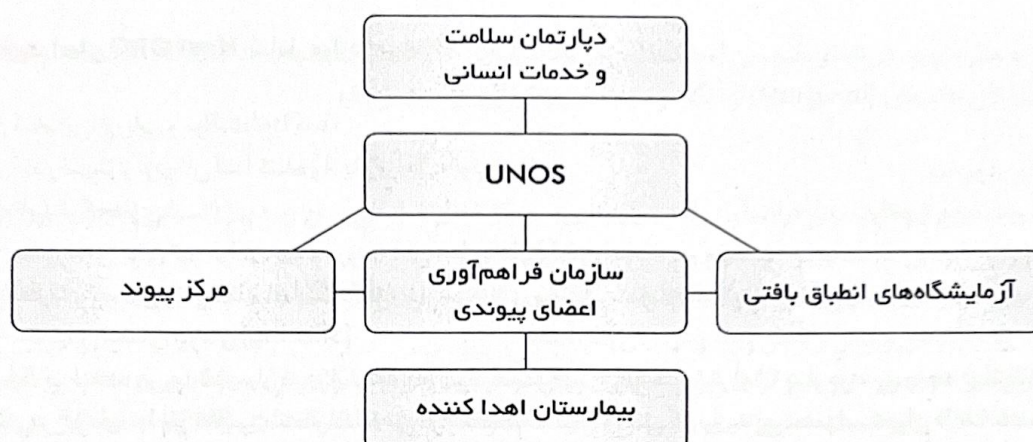 دپارتمان سلامت
و خدمات انسانی
UNOS
آزمایشگاه‌های انطباق بافتی
سازمان فراهم‌آوری
اعضای پیوندی
مرکز پیوند
بیمارستان اهدا کننده